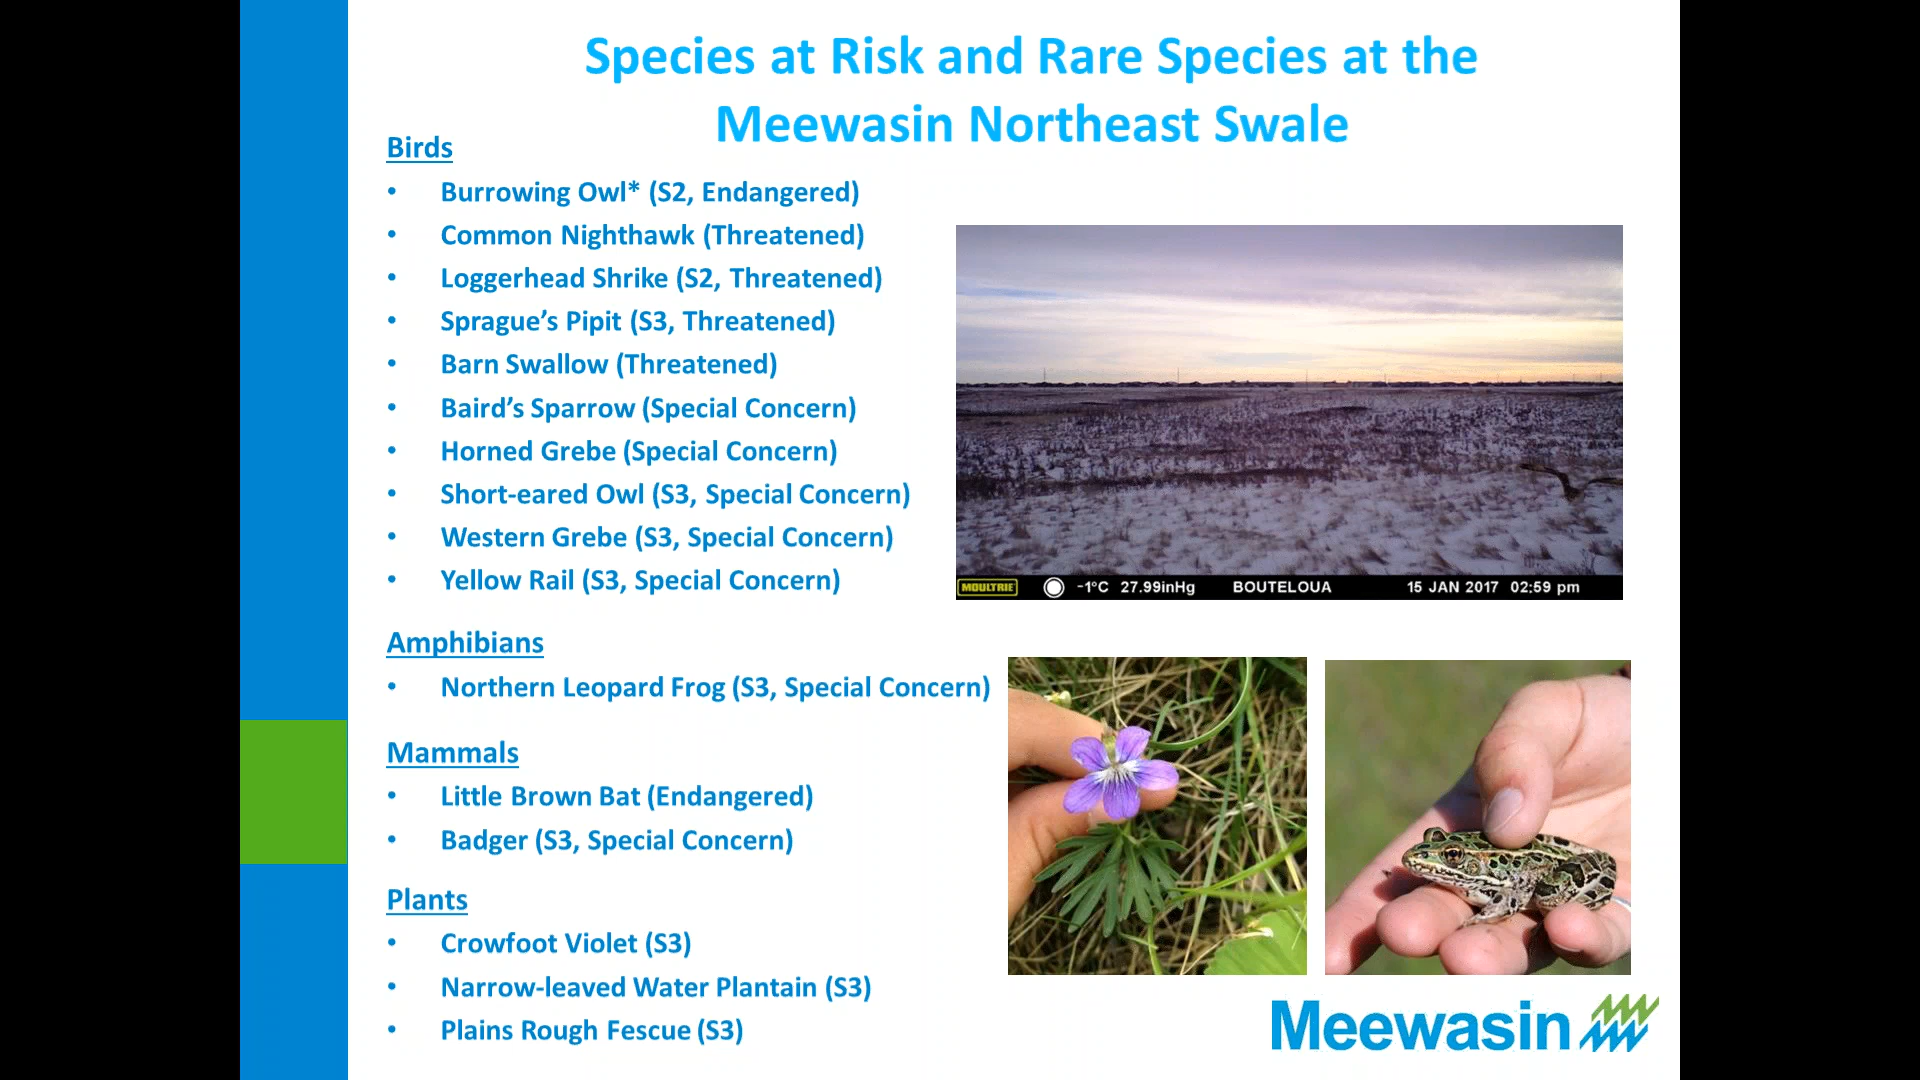 Species at Risk and Rare Species at the
Meewasin Northeast Swale
Birds
• Burrowing Owl* (S2, Endangered)
• Common Nighthawk (Threatened)
• Loggerhead Shrike (S2, Threatened)
• Sprague’s Pipit (S3, Threatened)
• Barn Swallow (Threatened)
• Baird’s Sparrow (Special Concern)
• Horned Grebe (Special Concern)
• Short-eared Owl (S3, Special Concern)
• Western Grebe (S3, Special Concern)
• Yellow Rail (S3, Special Concern)
Amphibians
• Northern Leopard Frog (S3, Special Concern)
Mammals
• Little Brown Bat (Endangered)
• Badger (S3, Special Concern)
Plants
• Crowfoot Violet (S3)
• Narrow-leaved Water Plantain (S3)
• Plains Rough Fescue (S3)
MOULTRIE -1°C 27.99inHg BOUTELOUA 15 JAN 2017 02:59 pm
Meewasin